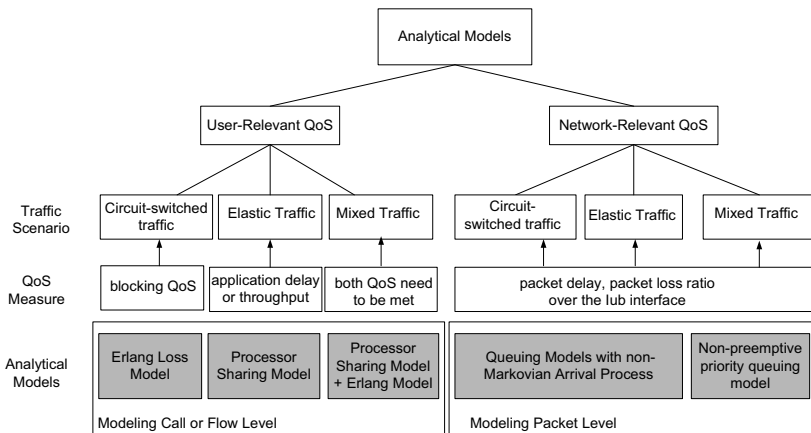 Analytical Models
User-Relevant QoS
Network-Relevant QoS
Traffic
Scenario
Circuit-switched
traffic
Elastic Traffic
Mixed Traffic
Circuit-
switched traffic
Elastic Traffic
Mixed Traffic
QoS
Measure
blocking QoS
application delay
or throughput
both QoS need
to be met
packet delay, packet loss ratio
over the Iub interface
Analytical
Models
Erlang Loss
Model
Processor
Sharing Model
Processor
Sharing Model
+ Erlang Model
Queuing Models with non-
Markovian Arrival Process
Non-preemptive
priority queuing
model
Modeling Call or Flow Level
Modeling Packet Level